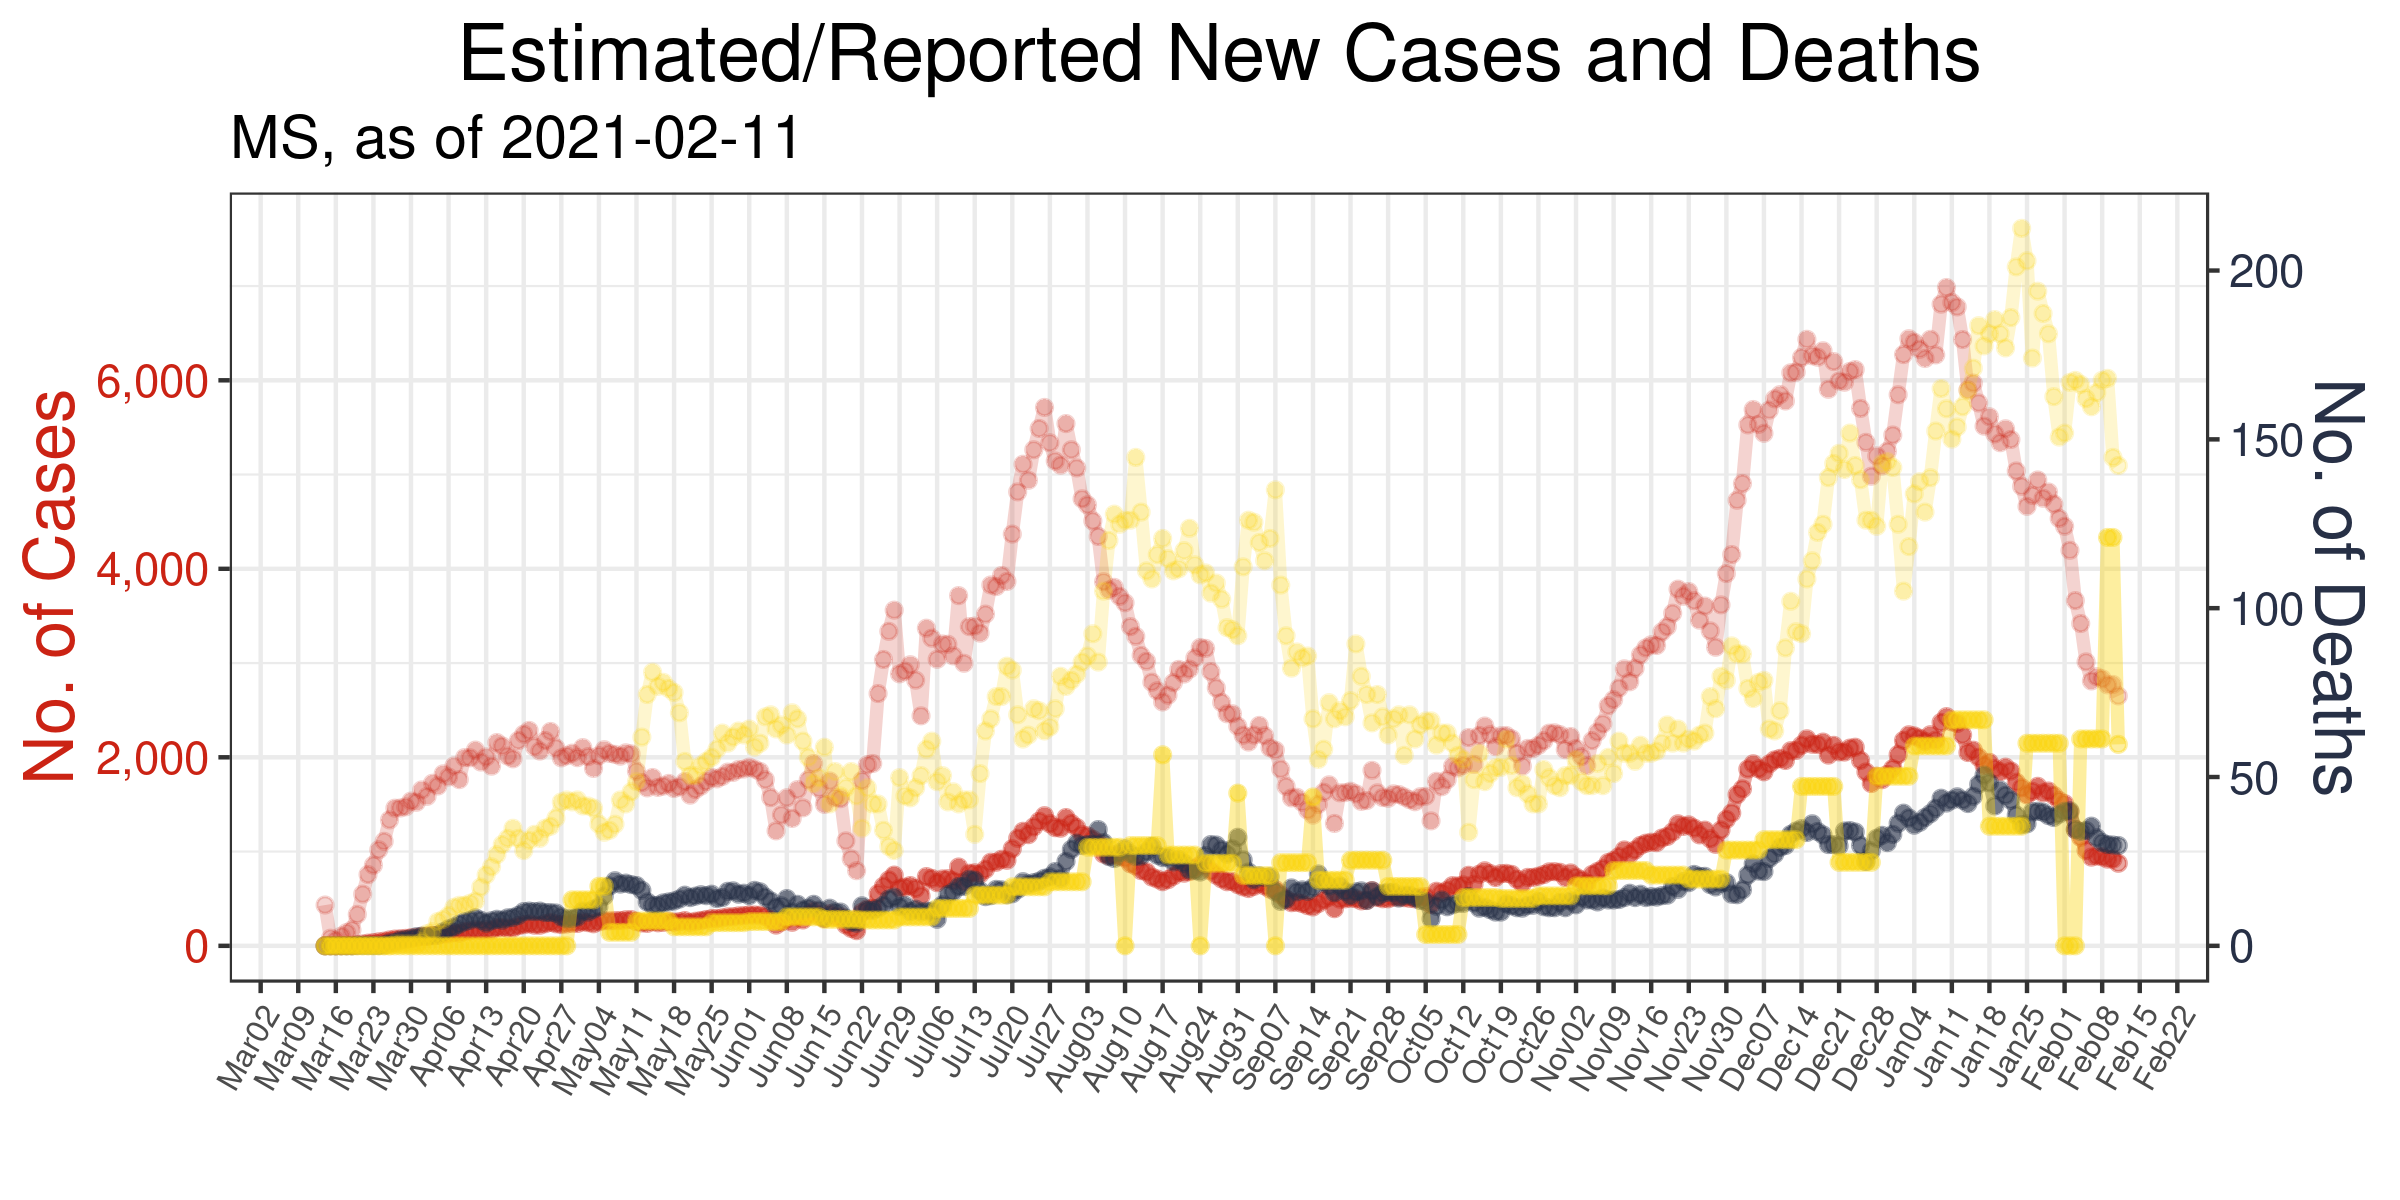 Estimated/Reported New Cases and Deaths
MS, as of 2021-02-11
No. of Cases
6,000
4,000
2,000
0
200
150
100
50
0
No. of Deaths
Mar02
Mar09
Mar16
Mar23
Mar30
Apr06
Apr13
Apr20
Apr27
May04
May11
May18
May25
Jun01
Jun08
Jun15
Jun22
Jun29
Jul06
Jul13
Jul20
Jul27
Aug03
Aug10
Aug17
Aug24
Aug31
Sep07
Sep14
Sep21
Sep28
Oct05
Oct12
Oct19
Oct26
Nov02
Nov09
Nov16
Nov23
Nov30
Dec07
Dec14
Dec21
Dec28
Jan04
Jan11
Jan18
Jan25
Feb01
Feb08
Feb15
Feb22